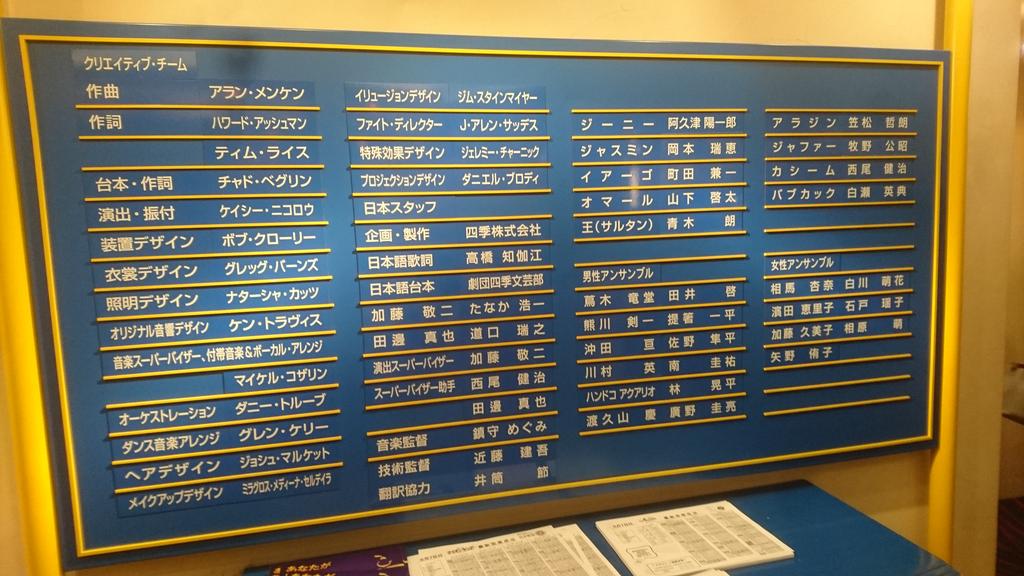 クリエイティブ・チーム
作曲 アラン・メンケン
作詞 ハワード・アッシュマン
ティム・ライス
台本・作詞 チャド・ベグリン
演出・振付 ケイシー・ニコロウ
装置デザイン ボブ・クローリー
衣裳デザイン グレッグ・バーンズ
照明デザイン ナターシャ・カッツ
オリジナル音響デザイン ケン・トラヴィス
音楽スーパーバイザー、付帯音楽&ボーカル・アレンジ
マイケル・コザリン
オーケストレーション ダニー・トルーブ
ダンス音楽アレンジ グレン・ケリー
ヘアデザイン ジョシュ・マルケット
メイクアップデザイン ミラグロス・メディーナ・セルデイラ
イリュージョンデザイン ジム・スタインマイヤー
ファイト・ディレクター J・アレン・サッデス
特殊効果デザイン ジェレミー・チャーニック
プロジェクションデザイン ダニエル・ブロディ
日本スタッフ
企画・製作 四季株式会社
日本語歌詞 高橋 知伽江
日本語台本 劇団四季文芸部
加藤 敬二 たなか 浩一
田邊 真也 道口 瑞之
演出スーパーバイザー 加藤 敬二
スーパーバイザー助手 西尾 健治
田邊 真也
音楽監督 鎮守 めぐみ
技術監督 近藤 建吾
翻訳協力 井筒 節
ジーニー 阿久津 陽一郎
ジャスミン 岡本 瑞恵
イアーゴ 町田 兼一
オマール 山下 啓太
王(サルタン) 青木 朗
男性アンサンブル
蔦木 竜堂 田井 啓
熊川 剣一 提箸 一平
沖田 亘 佐野 隼平
川村 英 南 圭祐
ハンドコ アクアリオ 林 晃平
渡久山 慶 廣野 圭亮
アラジン 笠松 哲朗
ジャファー 牧野 公昭
カシーム 西尾 健治
バブカック 白瀬 英典
女性アンサンブル
相馬 杏奈 白川 萌花
濱田 恵里子 石戸 瑶子
加藤 久美子 相原 萌
矢野 侑子
あなたが
あなたが